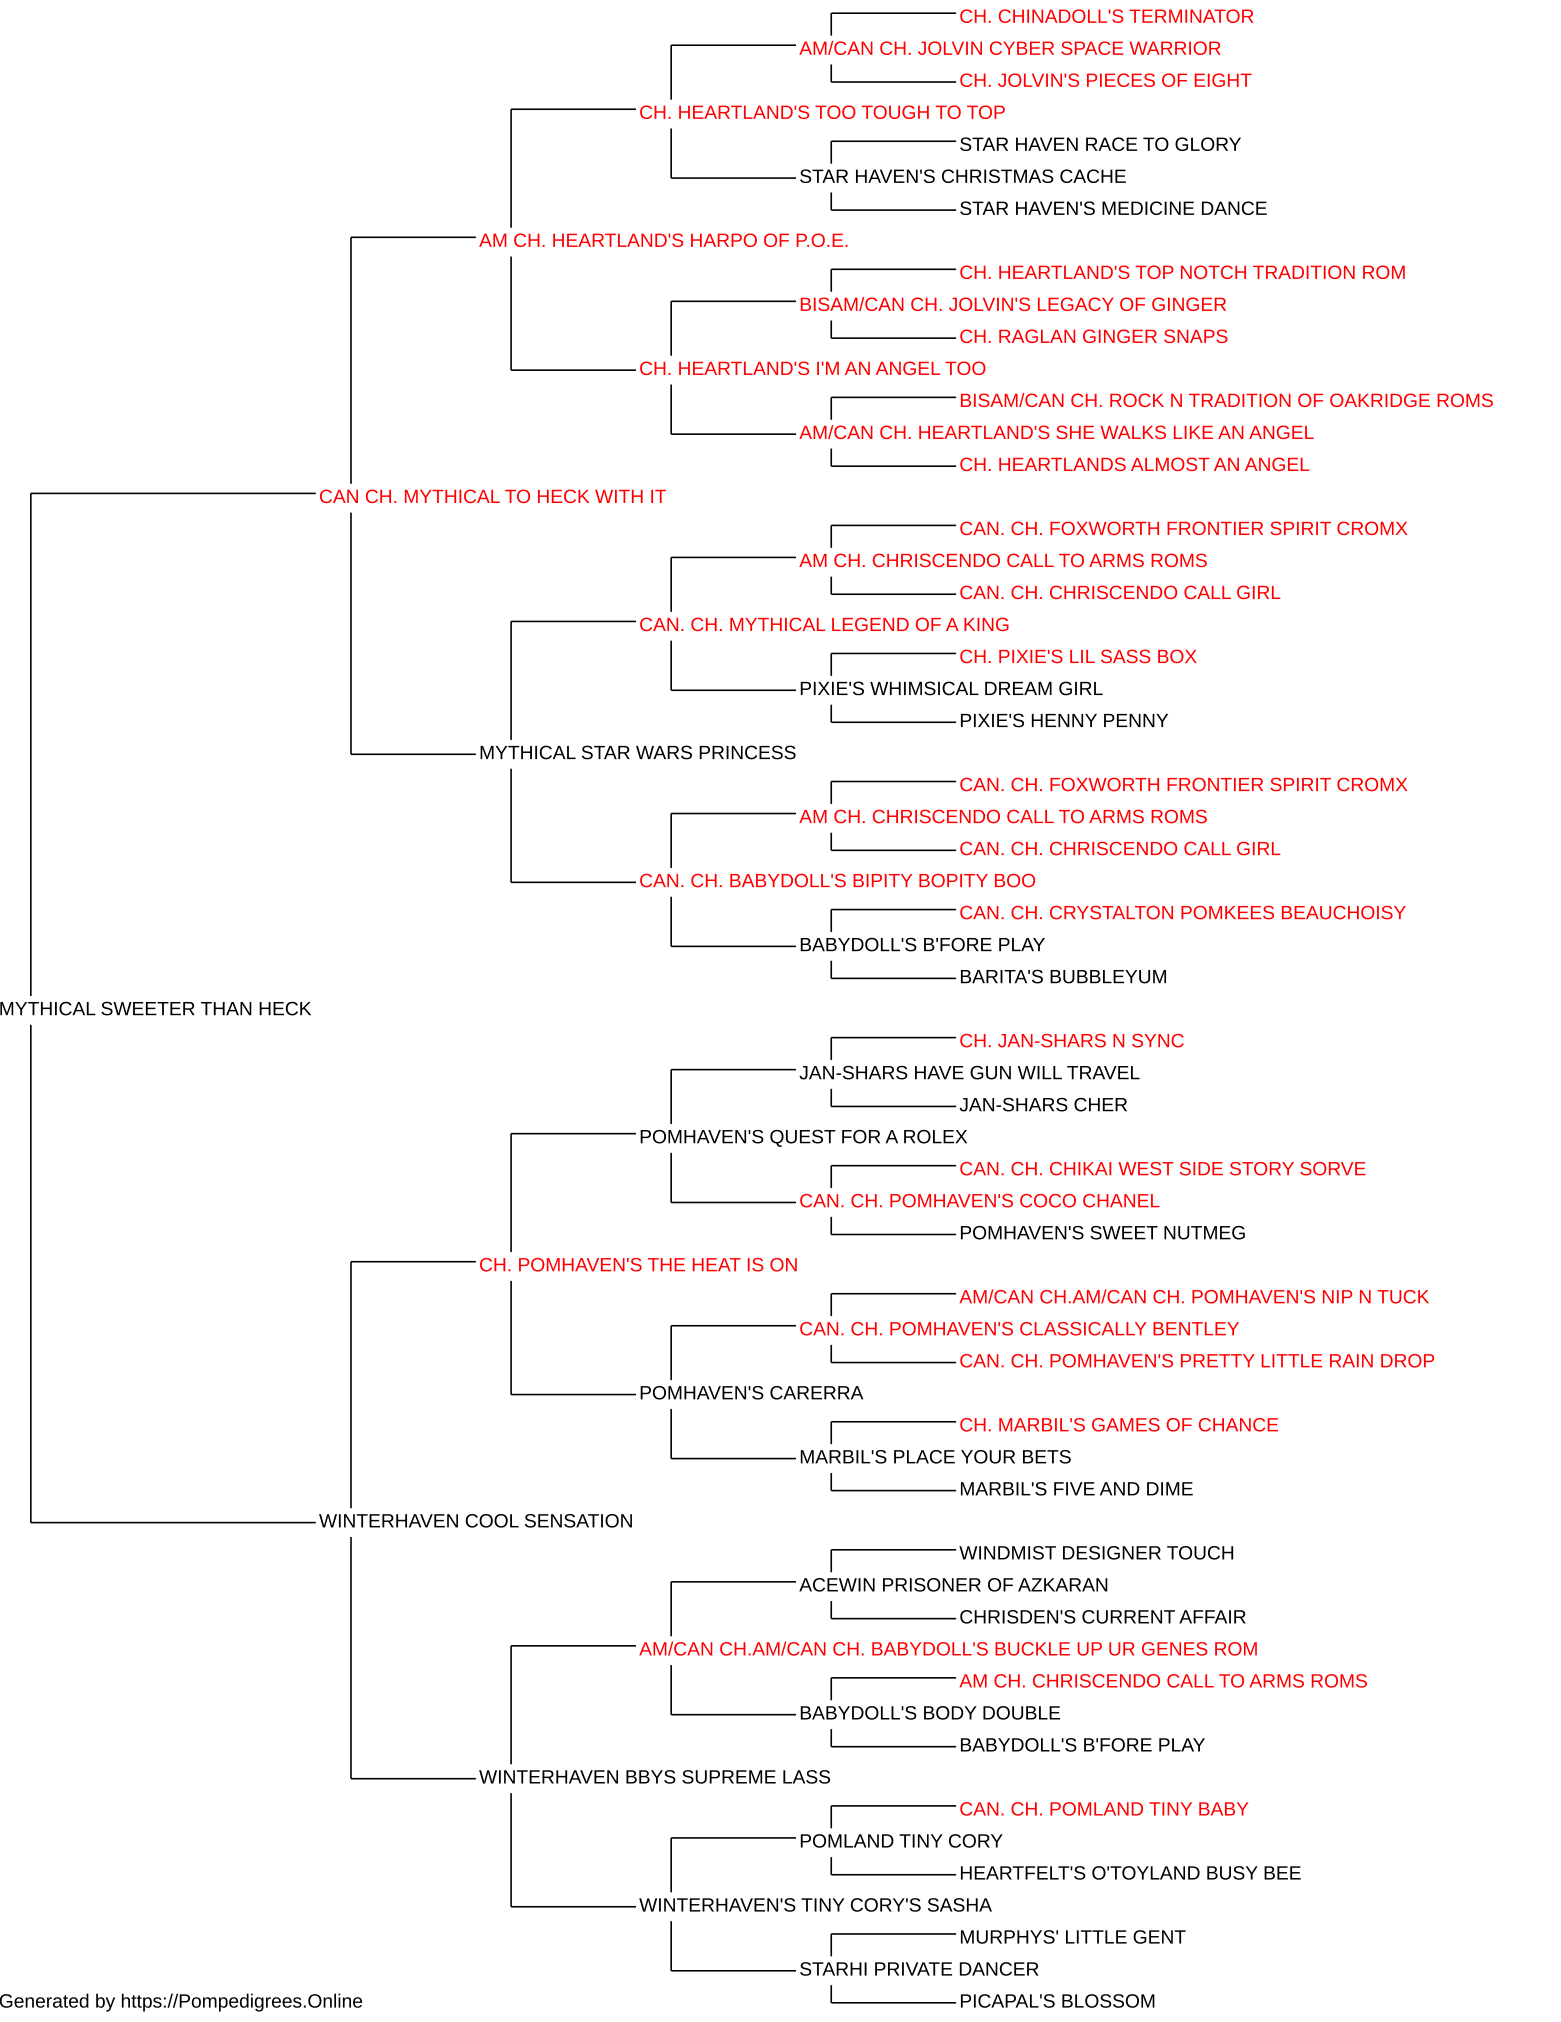 CH. CHINADOLL'S TERMINATOR
AM/CAN CH. JOLVIN CYBER SPACE WARRIOR
CH. JOLVIN'S PIECES OF EIGHT
CH. HEARTLAND'S TOO TOUGH TO TOP
STAR HAVEN RACE TO GLORY
STAR HAVEN'S CHRISTMAS CACHE
STAR HAVEN'S MEDICINE DANCE
AM CH. HEARTLAND'S HARPO OF P.O.E.
CH. HEARTLAND'S TOP NOTCH TRADITION ROM
BISAM/CAN CH. JOLVIN'S LEGACY OF GINGER
CH. RAGLAN GINGER SNAPS
CH. HEARTLAND'S I'M AN ANGEL TOO
BISAM/CAN CH. ROCK N TRADITION OF OAKRIDGE ROMS
AM/CAN CH. HEARTLAND'S SHE WALKS LIKE AN ANGEL
CH. HEARTLANDS ALMOST AN ANGEL
CAN CH. MYTHICAL TO HECK WITH IT
CAN. CH. FOXWORTH FRONTIER SPIRIT CROMX
AM CH. CHRISCENDO CALL TO ARMS ROMS
CAN. CH. CHRISCENDO CALL GIRL
CAN. CH. MYTHICAL LEGEND OF A KING
CH. PIXIE'S LIL SASS BOX
PIXIE'S WHIMSICAL DREAM GIRL
PIXIE'S HENNY PENNY
MYTHICAL STAR WARS PRINCESS
CAN. CH. FOXWORTH FRONTIER SPIRIT CROMX
AM CH. CHRISCENDO CALL TO ARMS ROMS
CAN. CH. CHRISCENDO CALL GIRL
CAN. CH. BABYDOLL'S BIPITY BOPITY BOO
CAN. CH. CRYSTALTON POMKEES BEAUCHOISY
BABYDOLL'S B'FORE PLAY
BARITA'S BUBBLEYUM
MYTHICAL SWEETER THAN HECK
CH. JAN-SHARS N SYNC
JAN-SHARS HAVE GUN WILL TRAVEL
JAN-SHARS CHER
POMHAVEN'S QUEST FOR A ROLEX
CAN. CH. CHIKAI WEST SIDE STORY SORVE
CAN. CH. POMHAVEN'S COCO CHANEL
POMHAVEN'S SWEET NUTMEG
CH. POMHAVEN'S THE HEAT IS ON
AM/CAN CH.AM/CAN CH. POMHAVEN'S NIP N TUCK
CAN. CH. POMHAVEN'S CLASSICALLY BENTLEY
CAN. CH. POMHAVEN'S PRETTY LITTLE RAIN DROP
POMHAVEN'S CARERRA
CH. MARBIL'S GAMES OF CHANCE
MARBIL'S PLACE YOUR BETS
MARBIL'S FIVE AND DIME
WINTERHAVEN COOL SENSATION
WINDMIST DESIGNER TOUCH
ACEWIN PRISONER OF AZKARAN
CHRISDEN'S CURRENT AFFAIR
AM/CAN CH.AM/CAN CH. BABYDOLL'S BUCKLE UP UR GENES ROM
AM CH. CHRISCENDO CALL TO ARMS ROMS
BABYDOLL'S BODY DOUBLE
BABYDOLL'S B'FORE PLAY
WINTERHAVEN BBYS SUPREME LASS
CAN. CH. POMLAND TINY BABY
POMLAND TINY CORY
HEARTFELT'S O'TOYLAND BUSY BEE
WINTERHAVEN'S TINY CORY'S SASHA
MURPHYS' LITTLE GENT
STARHI PRIVATE DANCER
PICAPAL'S BLOSSOM
Generated by https://Pompedigrees.Online